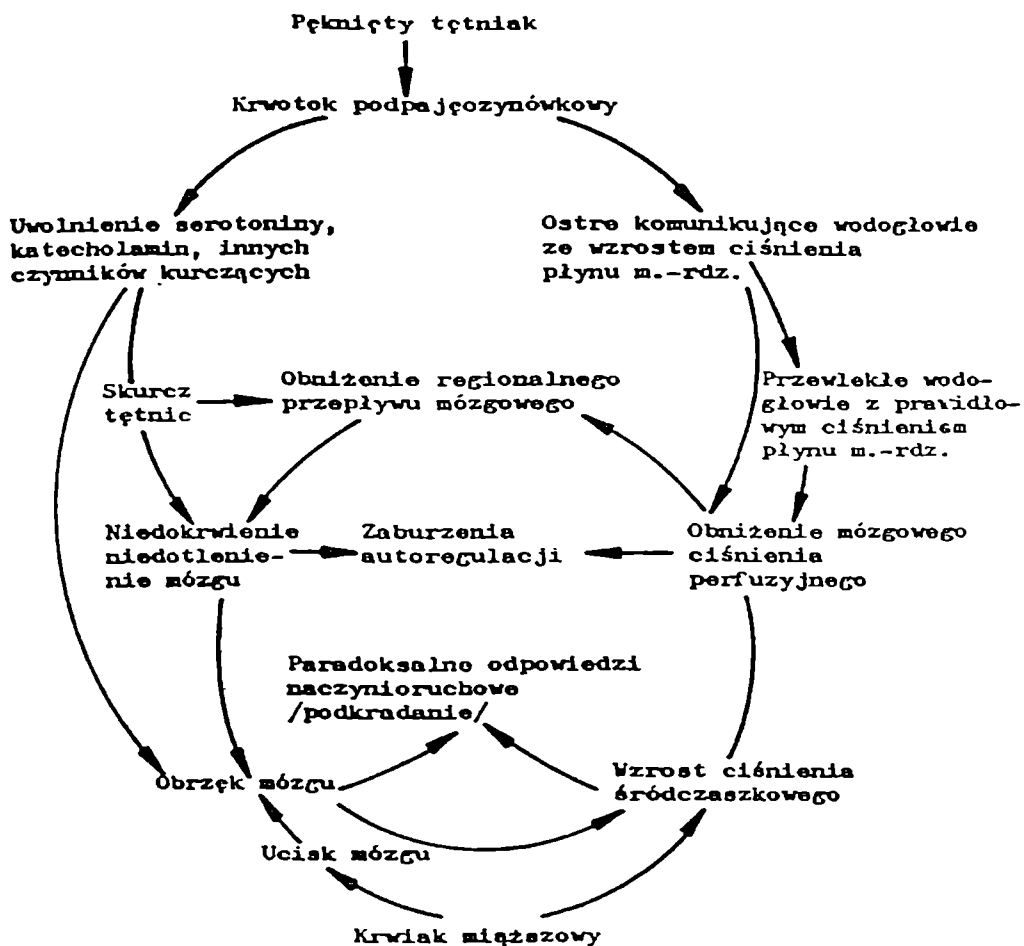 Pęknięty tętniak
Krwotok podpajęczynówkowy
Uwolnienie serotoniny,
katecholamin, innych
czynników kurczących
Ostre komunikujące wodogłowie
ze wzrostem ciśnienia
płynu m.-rdz.
Skurcz
tętnic
Obniżenie regionalnego
przepływu mózgowego
Przewlekłe wodo-
głowie z prawidło-
wym ciśnieniem
płynu m.-rdz.
Niedokrwienie
niedotlenie-
nie mózgu
Zaburzenia
autoregulacji
Obniżenie mózgowego
ciśnienia
perfuzyjnego
Paradoksalne odpowiedzi
naczynioruchowe
/podkradanie/
Obrzęk mózgu
Wzrost ciśnienia
śródczaszkowego
Ucisk mózgu
Krwiak miąższowy